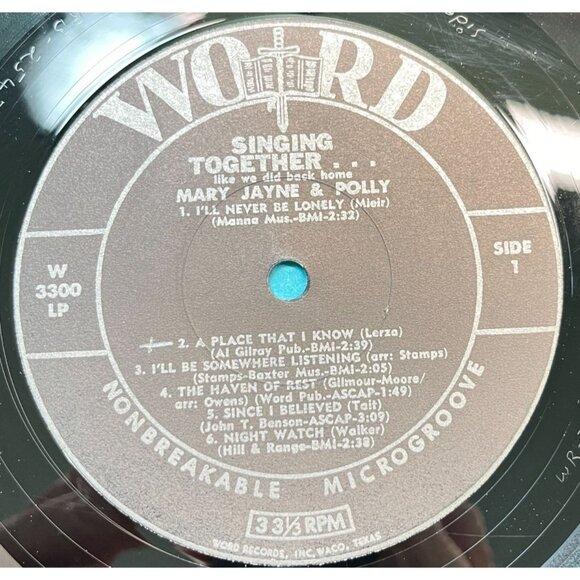 WORD
SINGING
TOGETHER . . .
like we did back home
MARY JAYNE & POLLY
1. I'LL NEVER BE LONELY (Mieir)
(Manna Mus.-BMI-2:32)
W
3300
LP
SIDE
1
2. A PLACE THAT I KNOW (Lerza)
(Al Gilray Pub.-BMI-2:39)
3. I'LL BE SOMEWHERE LISTENING (arr: Stamps)
(Stamps-Baxter Mus.-BMI-2:05)
4. THE HAVEN OF REST (Gilmour-Moore/
arr: Owens) (Word Pub.-ASCAP-1:49)
5. SINCE I BELIEVED (Tait)
(John T. Benson-ASCAP-3:09)
6. NIGHT WATCH (Walker)
(Hill & Range-BMI-2:38)
NONBREAKABLE MICROGROOVE
33⅓ RPM
WORD RECORDS, INC, WACO, TEXAS